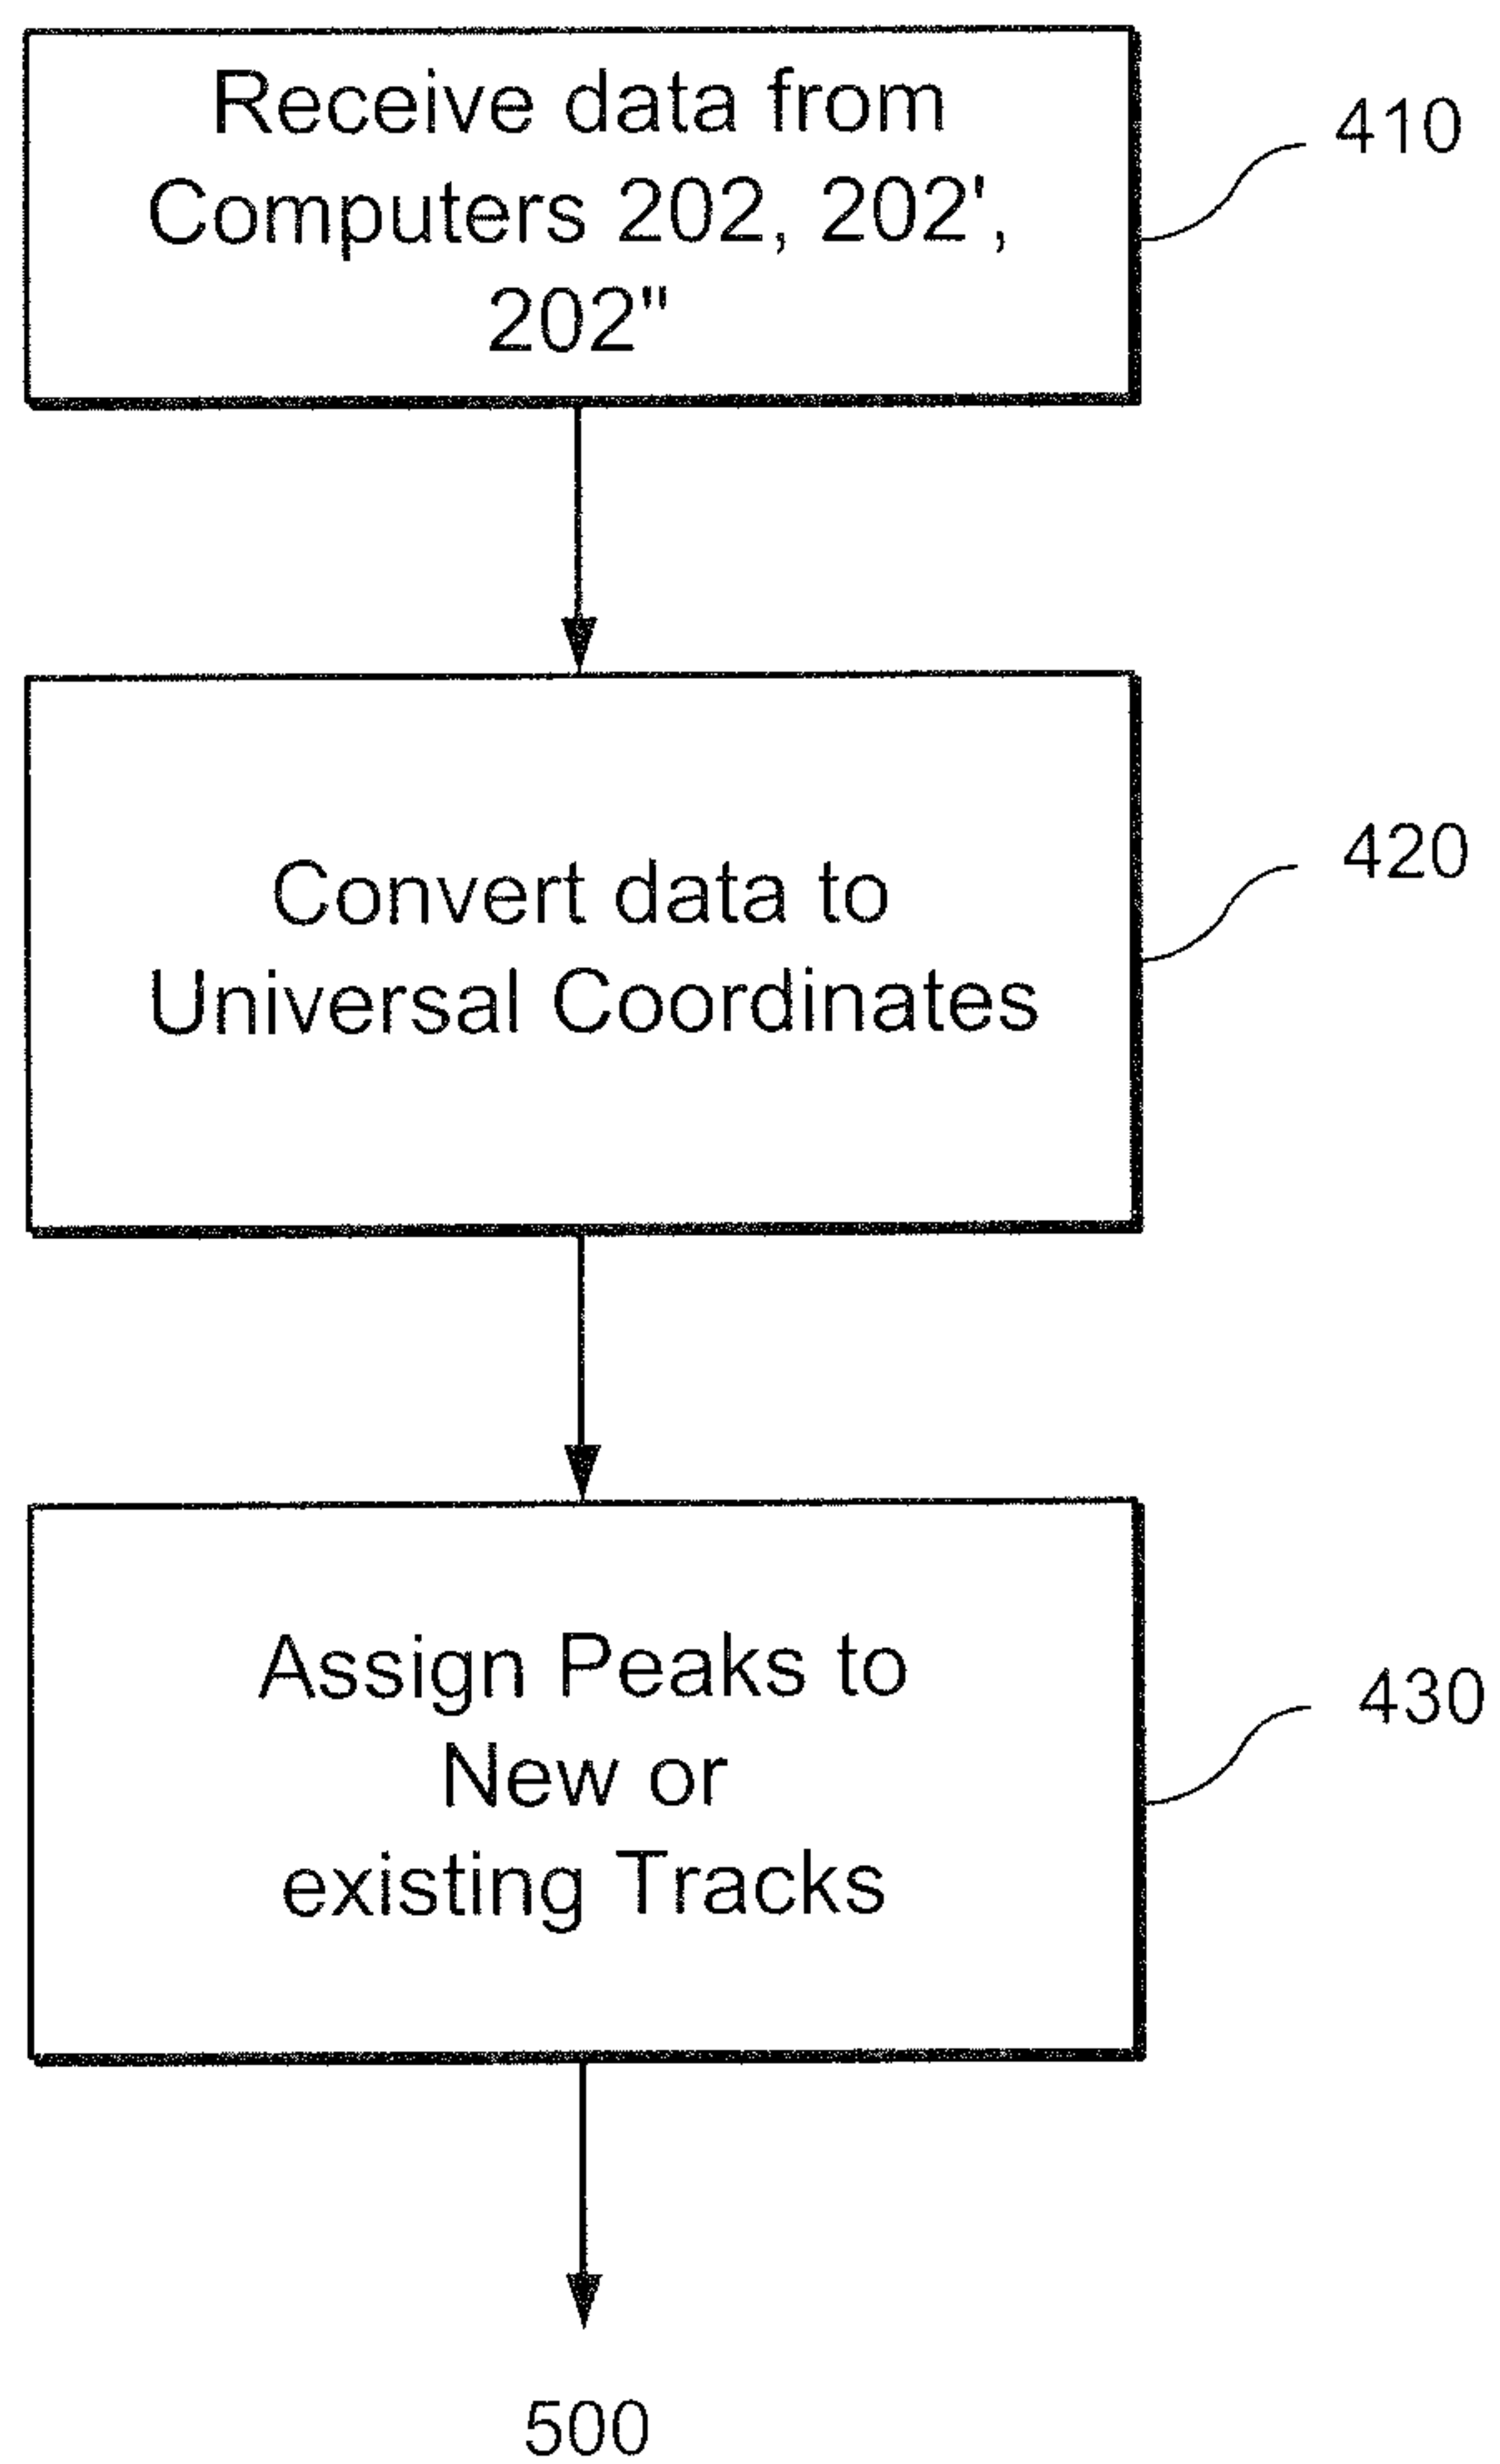 Receive data from
Computers 202, 202',
202"
410
Convert data to
Universal Coordinates
420
Assign Peaks to
New or
existing Tracks
430
500